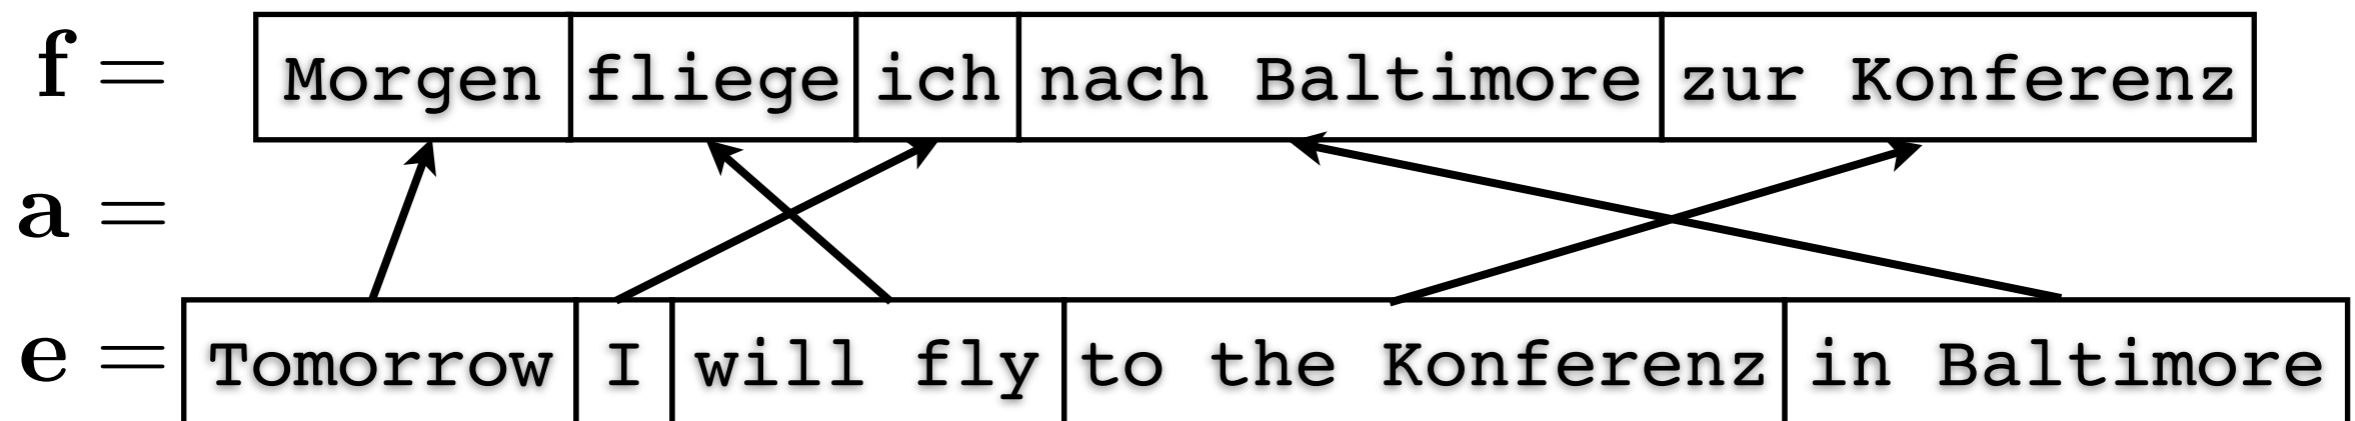 f = Morgen fliege ich nach Baltimore zur Konferenz
a =
e = Tomorrow I will fly to the Konferenz in Baltimore